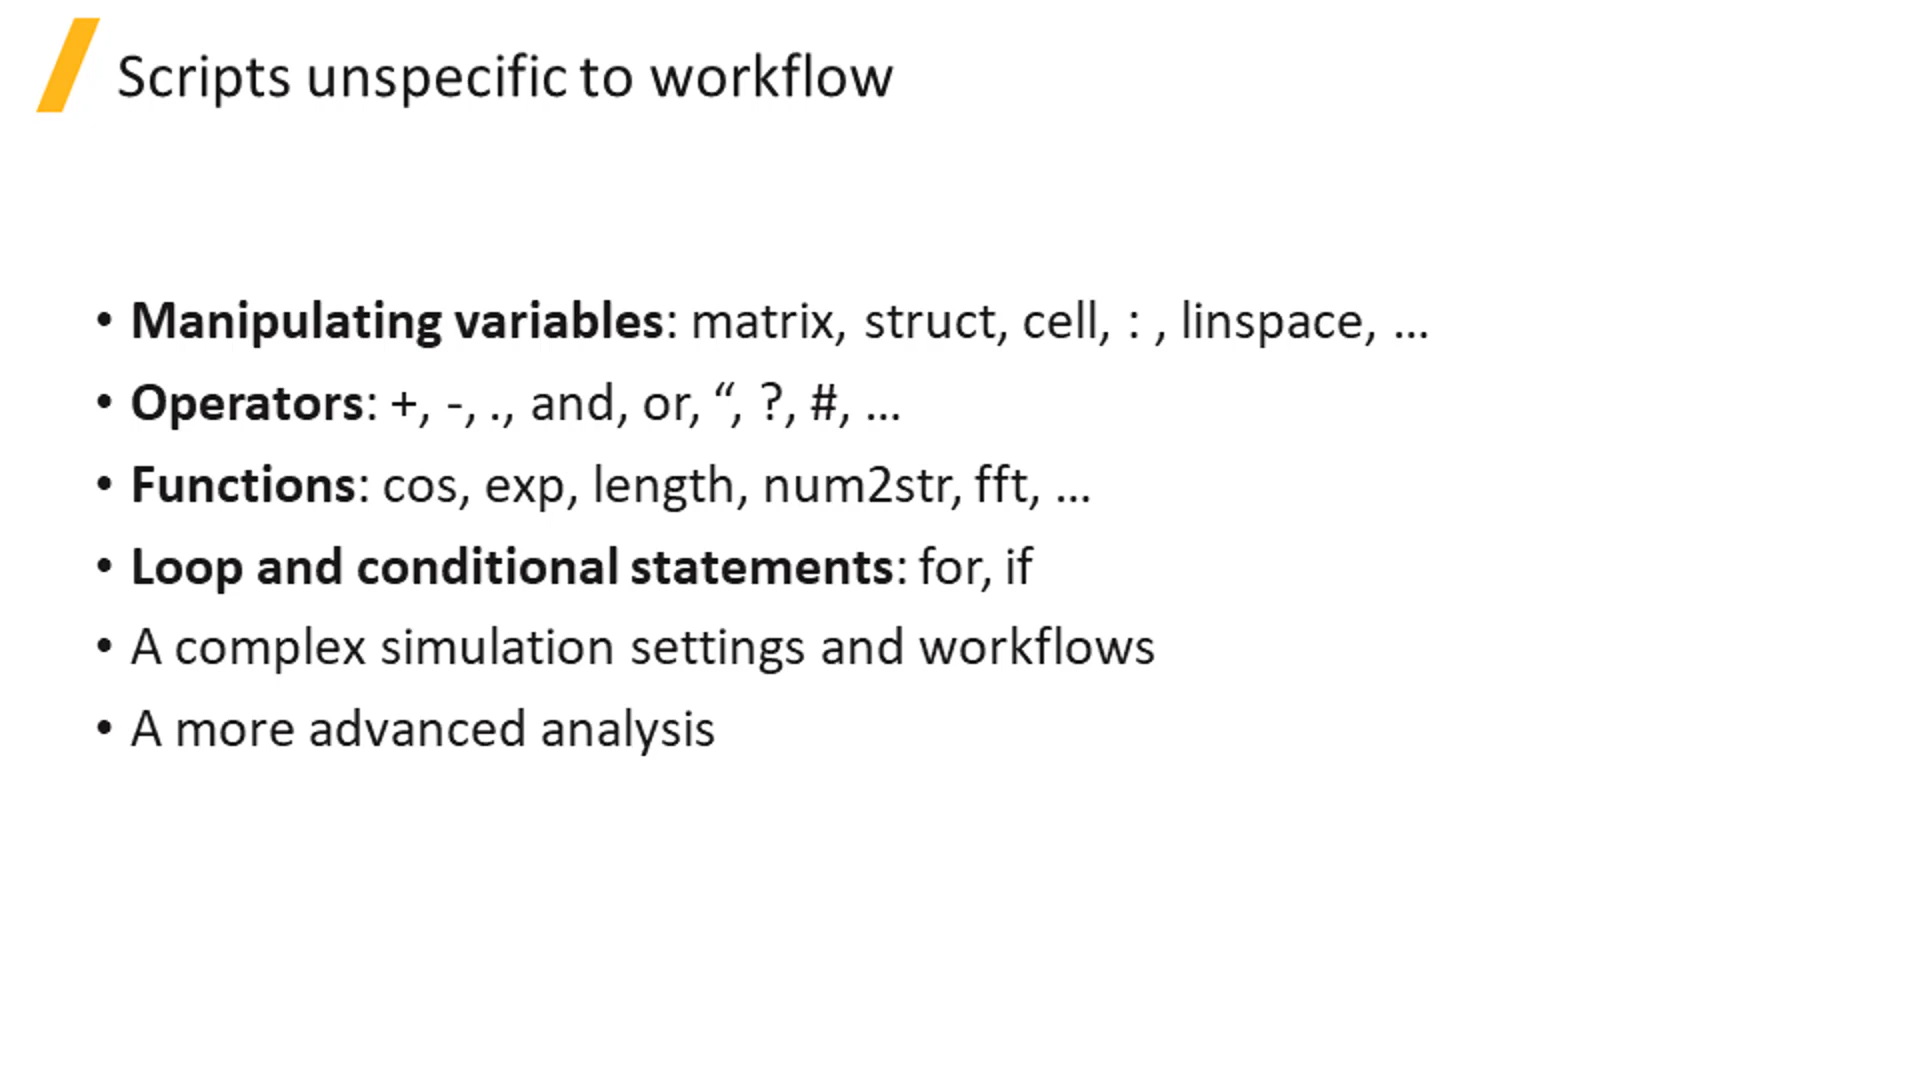 Scripts unspecific to workflow
• Manipulating variables: matrix, struct, cell, : , linspace, ...
• Operators: +, -, ., and, or, “, ?, #, ...
• Functions: cos, exp, length, num2str, fft, ...
• Loop and conditional statements: for, if
• A complex simulation settings and workflows
• A more advanced analysis